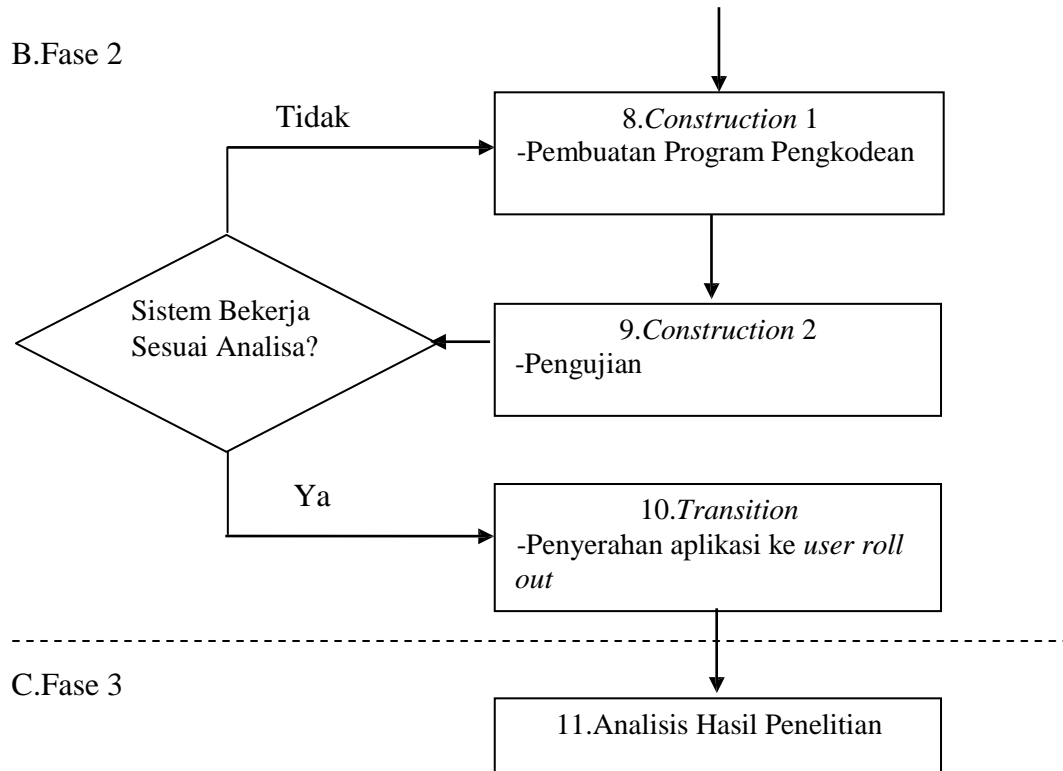 B.Fase 2
Tidak
8.Construction 1
-Pembuatan Program Pengkodean
Sistem Bekerja
Sesuai Analisa?
9.Construction 2
-Pengujian
Ya
10.Transition
-Penyerahan aplikasi ke user roll
out
C.Fase 3
11.Analisis Hasil Penelitian